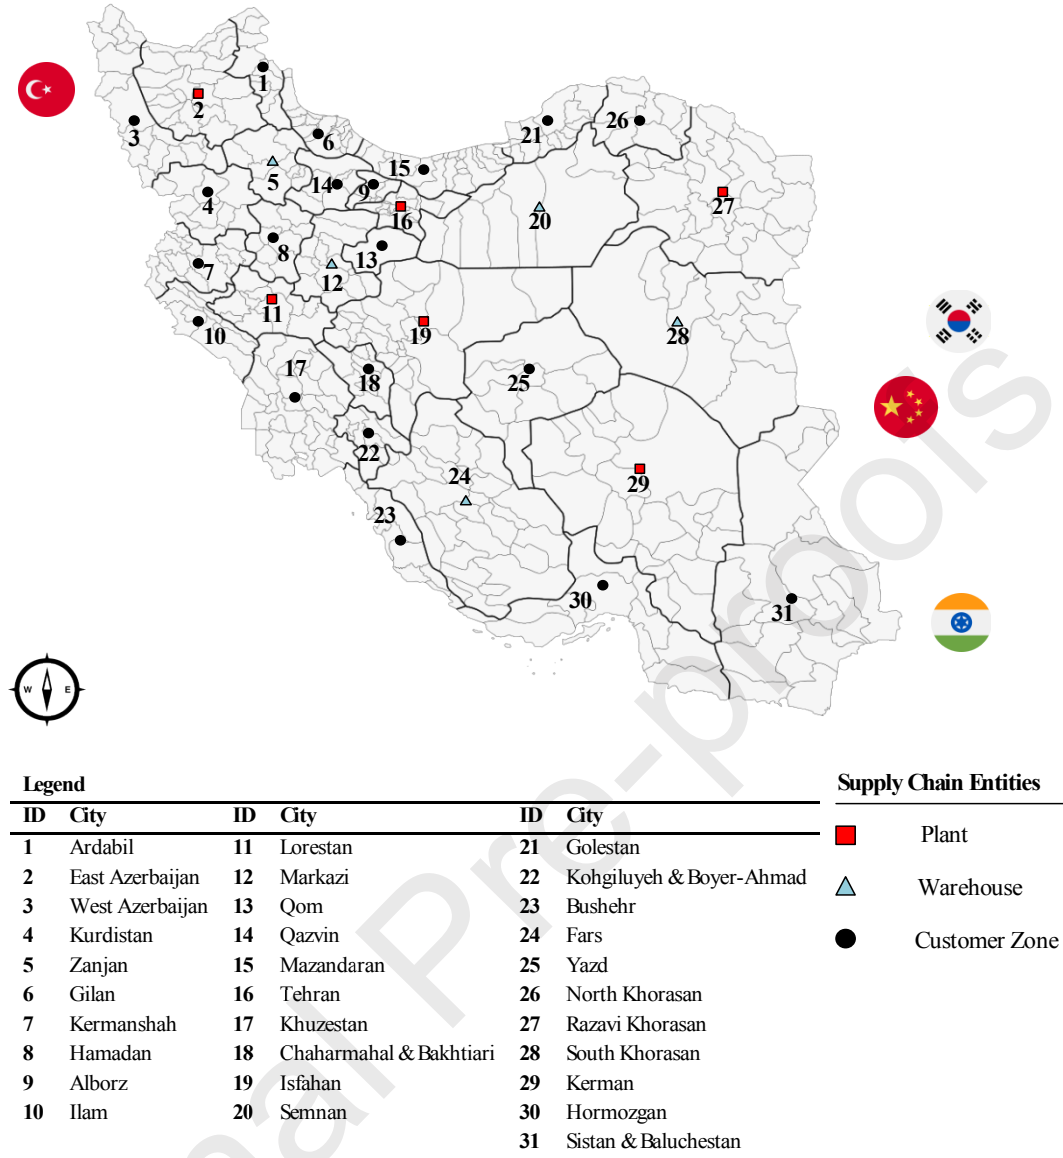 1
2
3
26
21
6
15
5
14
9
4
27
16
20
8
13
7
12
11
10
19
28
17
18
25
22
24
29
23
30
31
W E
Legend
ID City ID City ID City
1 Ardabil 11 Lorestan 21 Golestan
2 East Azerbaijan 12 Markazi 22 Kohgiluyeh & Boyer-Ahmad
3 West Azerbaijan 13 Qom 23 Bushehr
4 Kurdistan 14 Qazvin 24 Fars
5 Zanjan 15 Mazandaran 25 Yazd
6 Gilan 16 Tehran 26 North Khorasan
7 Kermanshah 17 Khuzestan 27 Razavi Khorasan
8 Hamadan 18 Chaharmahal & Bakhtiari 28 South Khorasan
9 Alborz 19 Isfahan 29 Kerman
10 Ilam 20 Semnan 30 Hormozgan
31 Sistan & Baluchestan
Supply Chain Entities
Plant
Warehouse
Customer Zone
nal Pre-proofs